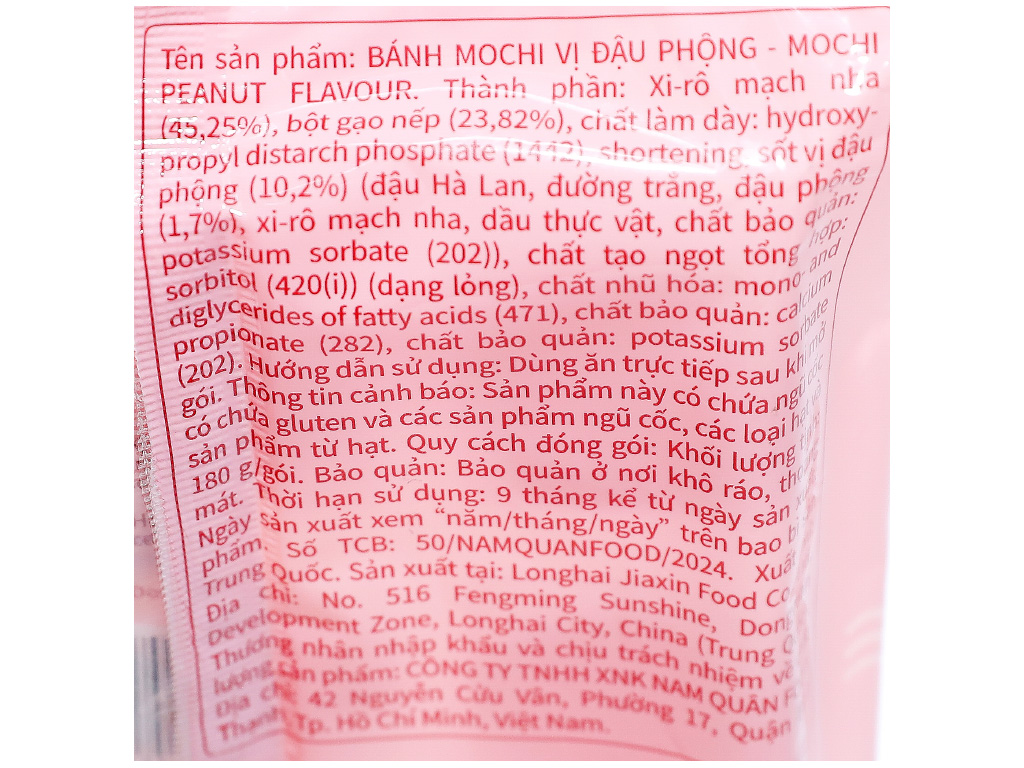 Tên sản phẩm: BÁNH MOCHI VỊ ĐẬU PHỘNG - MOCHI
PEANUT FLAVOUR. Thành phần: Xi-rô mạch nha
(45,25%), bột gạo nếp (23,82%), chất làm dày: hydroxy-
propyl distarch phosphate (1442), shortening, sốt vị đậu
phộng (10,2%) (đậu Hà Lan, đường trắng, đậu phộng
(1,7%), xi-rô mạch nha, dầu thực vật, chất bảo quản:
potassium sorbate (202)), chất tạo ngọt tổng hợp:
sorbitol (420(i)) (dạng lỏng), chất nhũ hóa: mono- and
diglycerides of fatty acids (471), chất bảo quản: calcium
propionate (282), chất bảo quản: potassium sorbate
(202). Hướng dẫn sử dụng: Dùng ăn trực tiếp sau khi mở
gói. Thông tin cảnh báo: Sản phẩm này có chứa ngũ cốc
có chứa gluten và các sản phẩm ngũ cốc, các loại hạt và
sản phẩm từ hạt. Quy cách đóng gói: Khối lượng tịnh:
180 g/gói. Bảo quản: Bảo quản ở nơi khô ráo,
mát. Thời hạn sử dụng: 9 tháng kể từ ngày sản
Ngày sản xuất xem “năm/tháng/ngày” trên bao bì
phẩm. Số TCB: 50/NAMQUANFOOD/2024. Xuất
Trung Quốc. Sản xuất tại: Longhai Jiaxin Food
Địa chỉ: No. 516 Fengming Sunshine,
Development Zone, Longhai City, China (Trung
Thương nhân nhập khẩu và chịu trách nhiệm về
lượng sản phẩm: CÔNG TY TNHH XNK NAM QUÂN
Địa chỉ: 42 Nguyễn Cửu Vân, Phường 17, Quận
Thạnh, Tp. Hồ Chí Minh, Việt Nam.